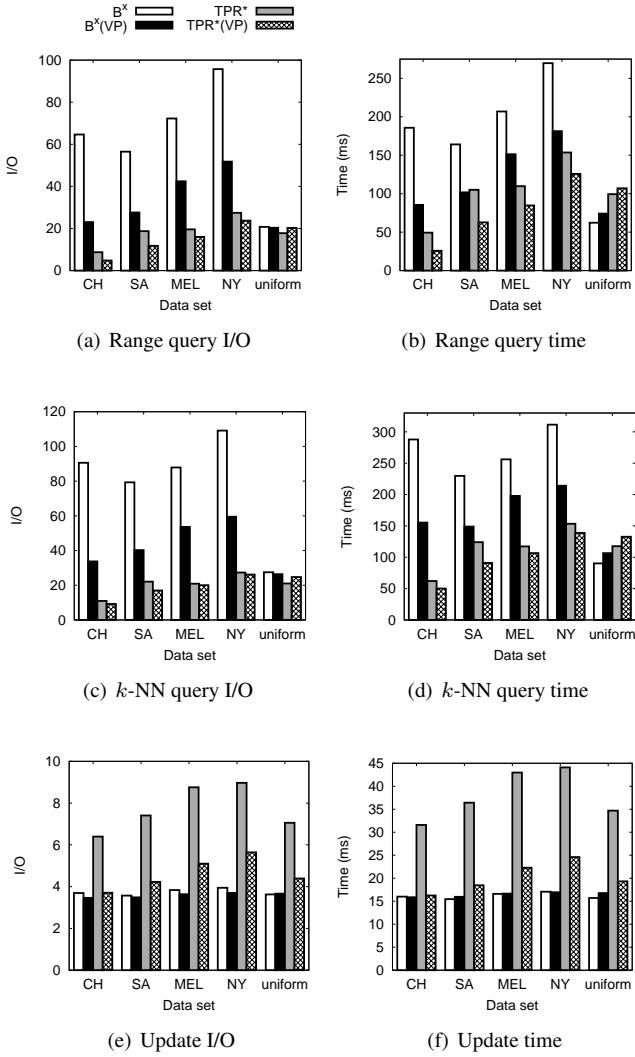 Bˣ TPR*
Bˣ(VP) TPR*(VP)
100
80
60
40
20
0
I/O
CH SA MEL NY uniform
Data set
(a) Range query I/O
250
200
150
100
50
0
Time (ms)
CH SA MEL NY uniform
Data set
(b) Range query time
120
100
80
60
40
20
0
I/O
CH SA MEL NY uniform
Data set
(c) k-NN query I/O
300
250
200
150
100
50
0
Time (ms)
CH SA MEL NY uniform
Data set
(d) k-NN query time
10
8
6
4
2
0
I/O
CH SA MEL NY uniform
Data set
(e) Update I/O
45
40
35
30
25
20
15
10
5
0
Time (ms)
CH SA MEL NY uniform
Data set
(f) Update time